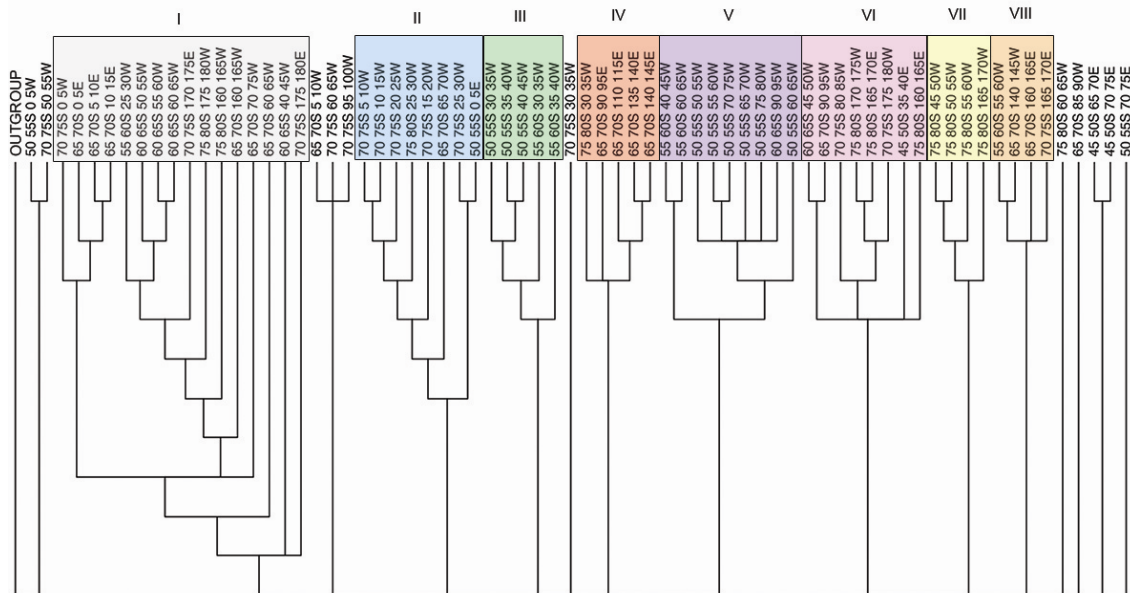 I
II
III
IV
V
VI
VII
VIII
OUTGROUP
50 55S 0 5W
70 75S 50 55W
70 75S 0 5W
65 70S 0 5E
65 70S 5 10E
65 70S 10 15E
55 60S 25 30W
60 65S 50 55W
60 65S 55 60W
60 65S 60 65W
70 75S 170 175E
75 80S 175 180W
75 80S 160 165W
65 70S 160 165W
65 70S 70 75W
65 70S 60 65W
60 65S 40 45W
70 75S 175 180E
65 70S 5 10W
70 75S 60 65W
70 75S 95 100W
70 75S 5 10W
70 75S 10 15W
70 75S 20 25W
75 80S 25 30W
70 75S 15 20W
65 70S 65 70W
70 75S 25 30W
50 55S 0 5E
50 55S 30 35W
50 55S 35 40W
50 55S 40 45W
55 60S 30 35W
55 60S 35 40W
70 75S 30 35W
75 80S 30 35W
65 70S 90 95E
65 70S 110 115E
65 70S 135 140E
65 70S 140 145E
55 60S 40 45W
55 60S 60 65W
50 55S 50 55W
50 55S 55 60W
50 55S 70 75W
50 55S 65 70W
50 55S 75 80W
60 65S 90 95W
50 55S 60 65W
60 65S 45 50W
65 70S 90 95W
75 80S 80 85W
75 80S 170 175W
75 80S 165 170E
70 75S 175 180W
45 50S 35 40E
75 80S 160 165E
75 80S 45 50W
75 80S 50 55W
75 80S 55 60W
75 80S 165 170W
55 60S 55 60W
65 70S 140 145W
65 70S 160 165E
70 75S 165 170E
75 80S 60 65W
65 70S 85 90W
45 50S 65 70E
45 50S 70 75E
50 55S 70 75E